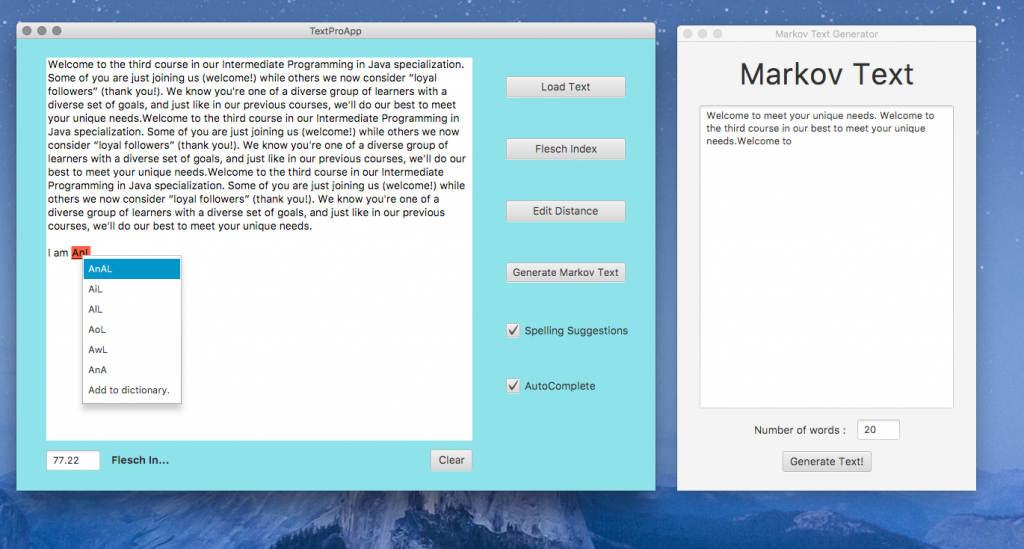 TextProApp
Welcome to the third course in our Intermediate Programming in Java specialization.
Some of you are just joining us (welcome!) while others we now consider “loyal
followers” (thank you!). We know you're one of a diverse group of learners with a
diverse set of goals, and just like in our previous courses, we'll do our best to meet
your unique needs.Welcome to the third course in our Intermediate Programming in
Java specialization. Some of you are just joining us (welcome!) while others we now
consider “loyal followers” (thank you!). We know you're one of a diverse group of
learners with a diverse set of goals, and just like in our previous courses, we'll do our
best to meet your unique needs.Welcome to the third course in our Intermediate
Programming in Java specialization. Some of you are just joining us (welcome!) while
others we now consider “loyal followers” (thank you!). We know you're one of a
diverse group of learners with a diverse set of goals, and just like in our previous
courses, we'll do our best to meet your unique needs.
I am AnL
AnAL
AiL
AlL
AoL
AwL
AnA
Add to dictionary.
77.22
Flesch In...
Clear
Load Text
Flesch Index
Edit Distance
Generate Markov Text
Spelling Suggestions
AutoComplete
Markov Text Generator
Markov Text
Welcome to meet your unique needs. Welcome to
the third course in our best to meet your unique
needs.Welcome to
Number of words :
20
Generate Text!